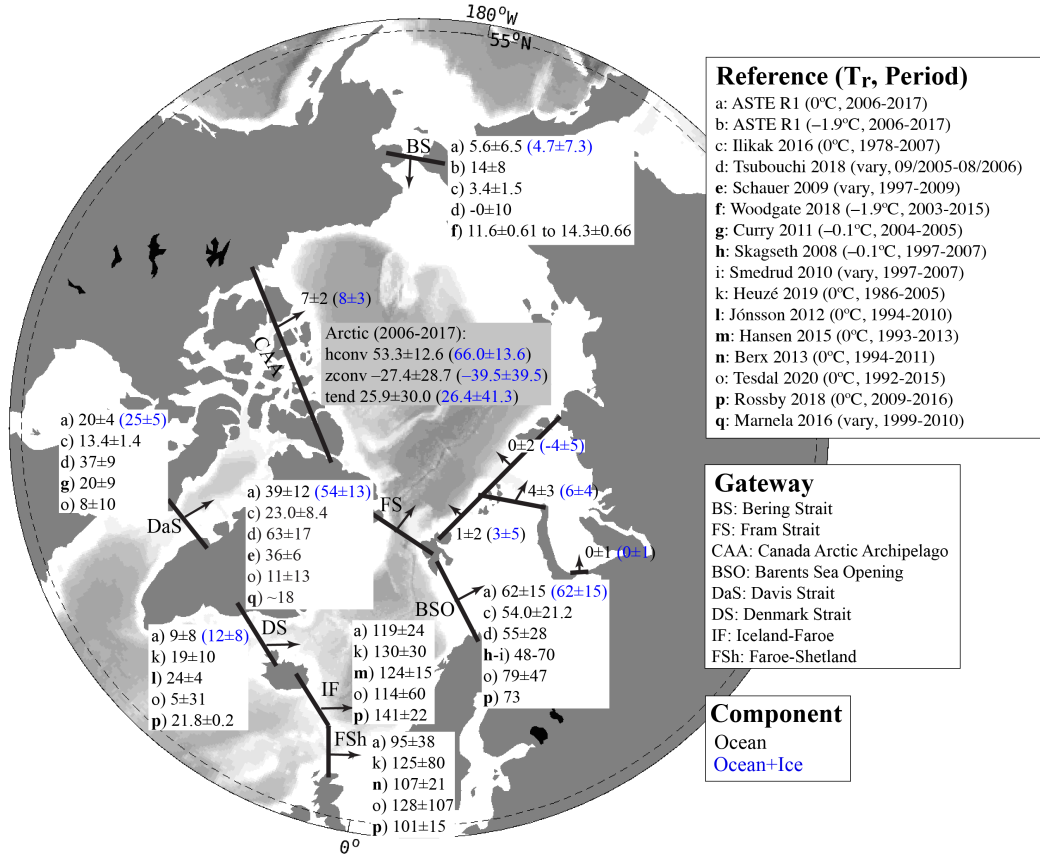 180°W
55°N
BS
a) 5.6±6.5 (4.7±7.3)
b) 14±8
c) 3.4±1.5
d) -0±10
f) 11.6±0.61 to 14.3±0.66
7±2 (8±3)
CAA
Arctic (2006-2017):
hconv 53.3±12.6 (66.0±13.6)
zconv –27.4±28.7 (–39.5±39.5)
tend 25.9±30.0 (26.4±41.3)
a) 20±4 (25±5)
c) 13.4±1.4
d) 37±9
g) 20±9
o) 8±10
DaS
a) 39±12 (54±13)
c) 23.0±8.4
d) 63±17
e) 36±6
o) 11±13
q) ~18
FS
0±2 (-4±5)
4±3 (6±4)
1±2 (3±5)
0±1 (0±1)
BSO
a) 62±15 (62±15)
c) 54.0±21.2
d) 55±28
h-i) 48-70
o) 79±47
p) 73
DS
a) 9±8 (12±8)
k) 19±10
l) 24±4
o) 5±31
p) 21.8±0.2
IF
a) 119±24
k) 130±30
m) 124±15
o) 114±60
p) 141±22
FSh
a) 95±38
k) 125±80
n) 107±21
o) 128±107
p) 101±15
0°
Reference (Tr, Period)
a: ASTE R1 (0°C, 2006-2017)
b: ASTE R1 (–1.9°C, 2006-2017)
c: Ilikak 2016 (0°C, 1978-2007)
d: Tsubouchi 2018 (vary, 09/2005-08/2006)
e: Schauer 2009 (vary, 1997-2009)
f: Woodgate 2018 (–1.9°C, 2003-2015)
g: Curry 2011 (–0.1°C, 2004-2005)
h: Skagseth 2008 (–0.1°C, 1997-2007)
i: Smedrud 2010 (vary, 1997-2007)
k: Heuzé 2019 (0°C, 1986-2005)
l: Jónsson 2012 (0°C, 1994-2010)
m: Hansen 2015 (0°C, 1993-2013)
n: Berx 2013 (0°C, 1994-2011)
o: Tesdal 2020 (0°C, 1992-2015)
p: Rossby 2018 (0°C, 2009-2016)
q: Marnela 2016 (vary, 1999-2010)
Gateway
BS: Bering Strait
FS: Fram Strait
CAA: Canada Arctic Archipelago
BSO: Barents Sea Opening
DaS: Davis Strait
DS: Denmark Strait
IF: Iceland-Faroe
FSh: Faroe-Shetland
Component
Ocean
Ocean+Ice